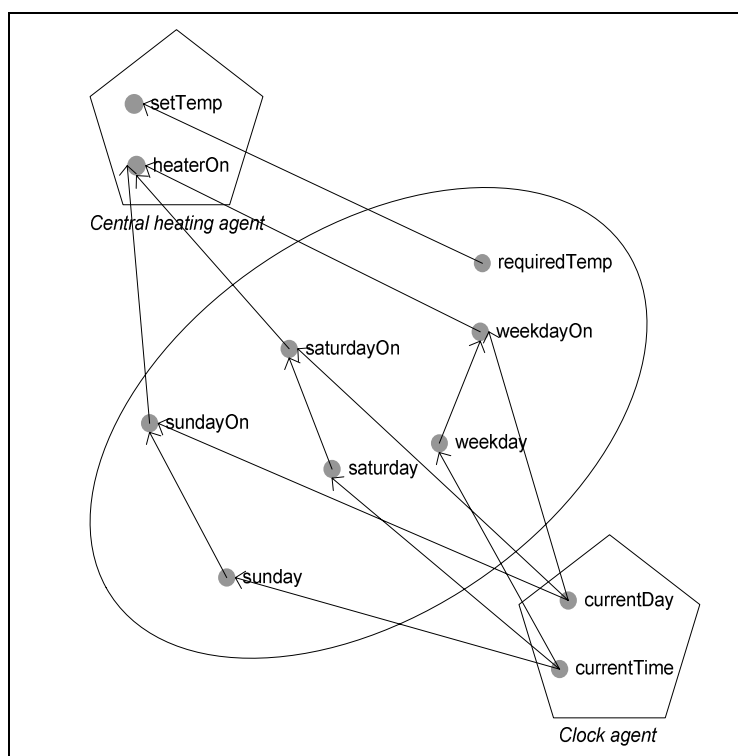 setTemp
heaterOn
Central heating agent
requiredTemp
weekdayOn
saturdayOn
sundayOn
weekday
saturday
sunday
currentDay
currentTime
Clock agent